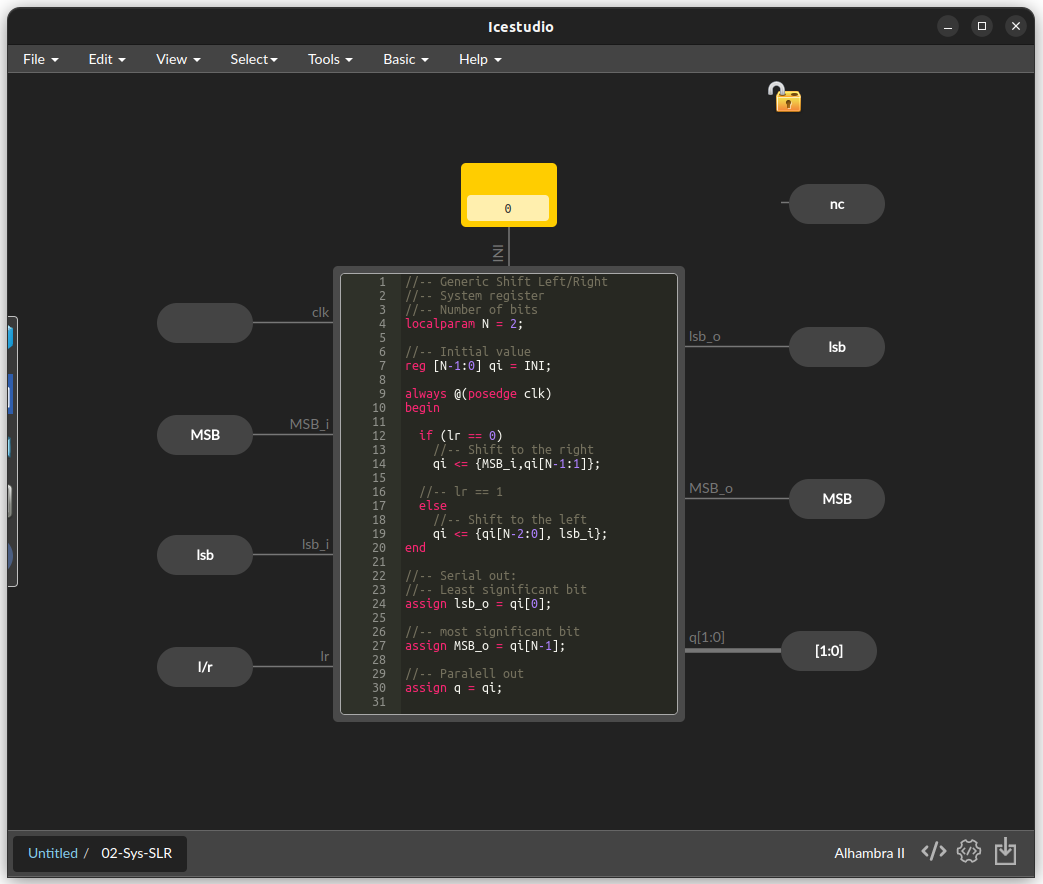 Icestudio
File Edit View Select Tools Basic Help
0
nc
INI
clk
MSB_i
MSB
lsb_i
lsb
lr
l/r
1 //-- Generic Shift Left/Right
2 //-- System register
3 //-- Number of bits
4 localparam N = 2;
5
6 //-- Initial value
7 reg [N-1:0] qi = INI;
8
9 always @(posedge clk)
10 begin
11
12 if (lr == 0)
13 //-- Shift to the right
14 qi <= {MSB_i,qi[N-1:1]};
15
16 //-- lr == 1
17 else
18 //-- Shift to the left
19 qi <= {qi[N-2:0], lsb_i};
20 end
21
22 //-- Serial out:
23 //-- Least significant bit
24 assign lsb_o = qi[0];
25
26 //-- most significant bit
27 assign MSB_o = qi[N-1];
28
29 //-- Paralell out
30 assign q = qi;
31
lsb_o
lsb
MSB_o
MSB
q[1:0]
[1:0]
Untitled / 02-Sys-SLR
Alhambra II